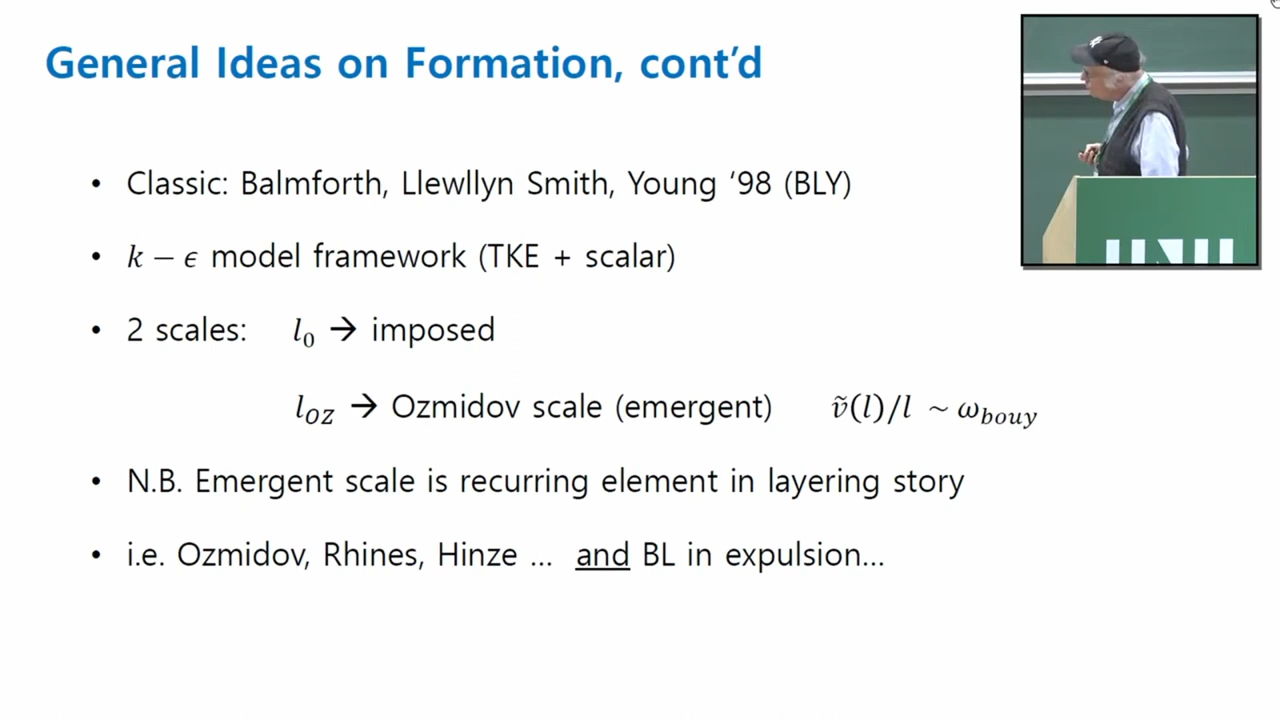 General Ideas on Formation, cont’d
• Classic: Balmforth, Llewllyn Smith, Young ‘98 (BLY)
• k − ϵ model framework (TKE + scalar)
• 2 scales: l₀ → imposed
l_OZ → Ozmidov scale (emergent) ṽ(l)/l ~ ω_bouy
• N.B. Emergent scale is recurring element in layering story
• i.e. Ozmidov, Rhines, Hinze … and BL in expulsion…